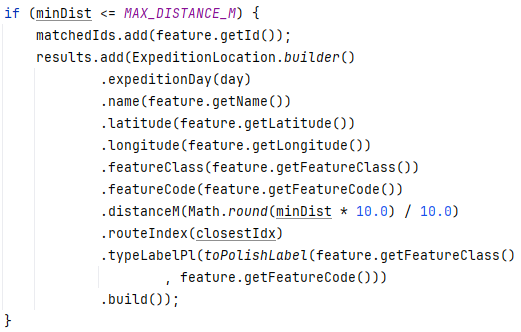 if (minDist <= MAX_DISTANCE_M) {
    matchedIds.add(feature.getId());
    results.add(ExpeditionLocation.builder()
            .expeditionDay(day)
            .name(feature.getName())
            .latitude(feature.getLatitude())
            .longitude(feature.getLongitude())
            .featureClass(feature.getFeatureClass())
            .featureCode(feature.getFeatureCode())
            .distanceM(Math.round(minDist * 10.0) / 10.0)
            .routeIndex(closestIdx)
            .typeLabelPl(toPolishLabel(feature.getFeatureClass()
                    , feature.getFeatureCode()))
            .build());
}